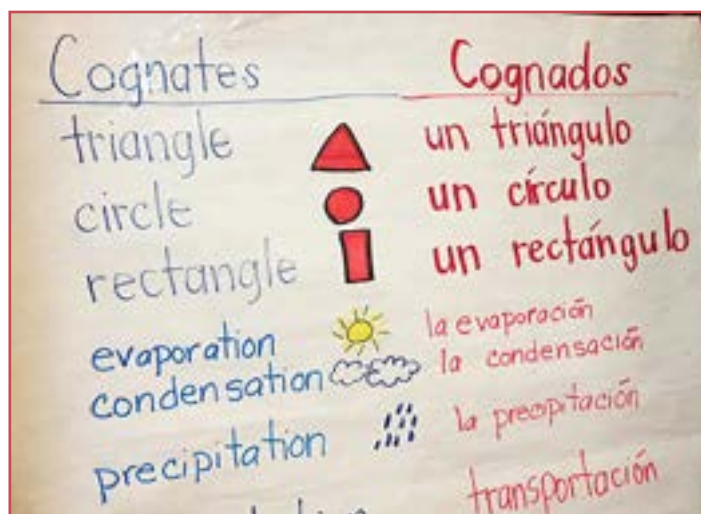 Cognates Cognados
triangle un triángulo
circle un círculo
rectangle un rectángulo
evaporation la evaporación
condensation la condensación
precipitation la precipitación
transportación